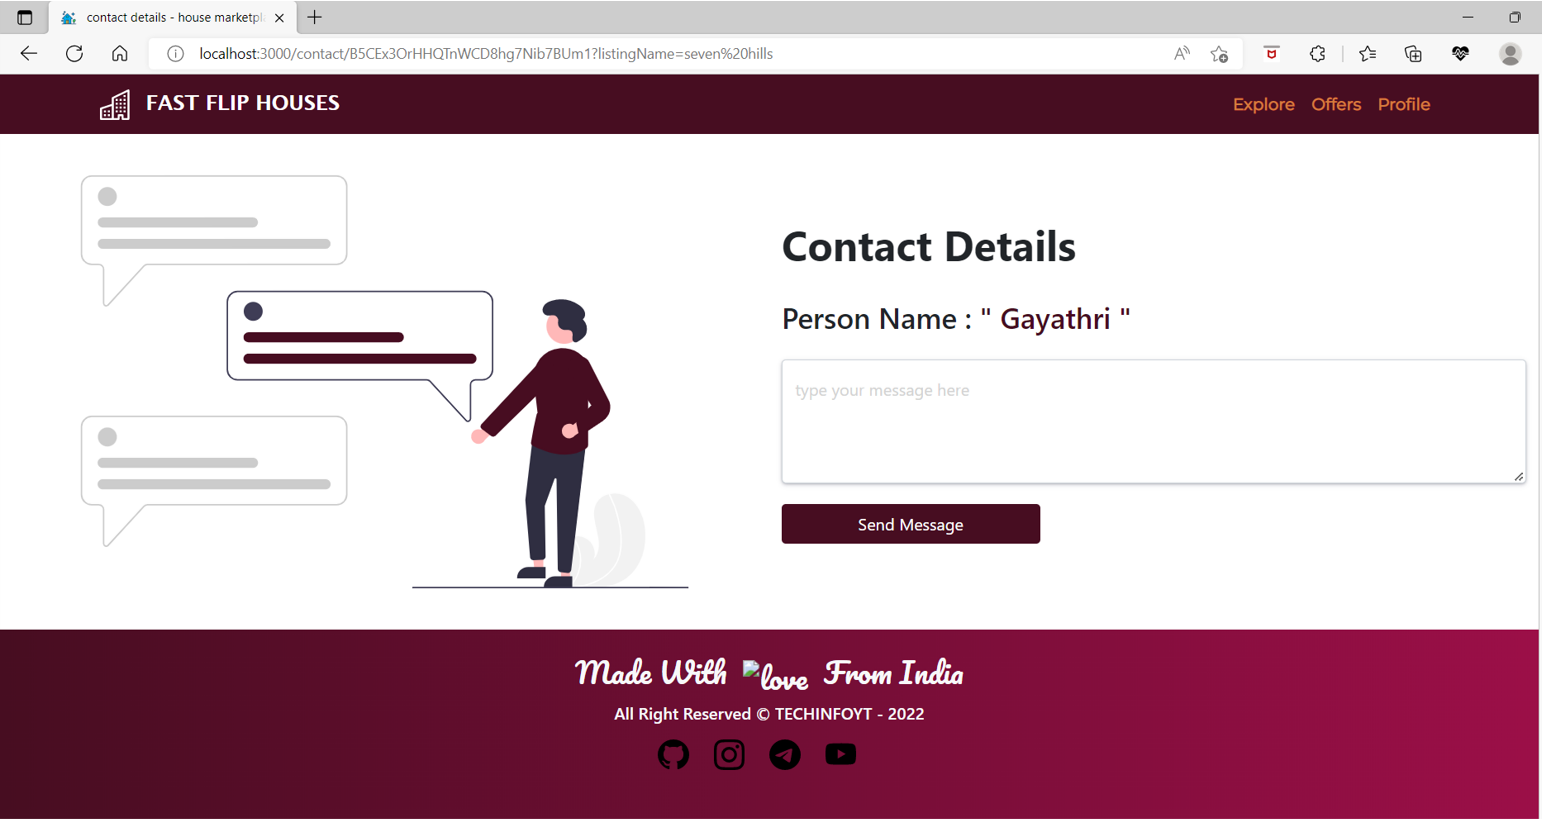 contact details - house marketpla
localhost:3000/contact/B5CEx3OrHHQTnWCD8hg7Nib7BUm1?listingName=seven%20hills
FAST FLIP HOUSES
Explore Offers Profile
Contact Details
Person Name : " Gayathri "
type your message here
Send Message
Made With love From India
All Right Reserved © TECHINFOYT - 2022